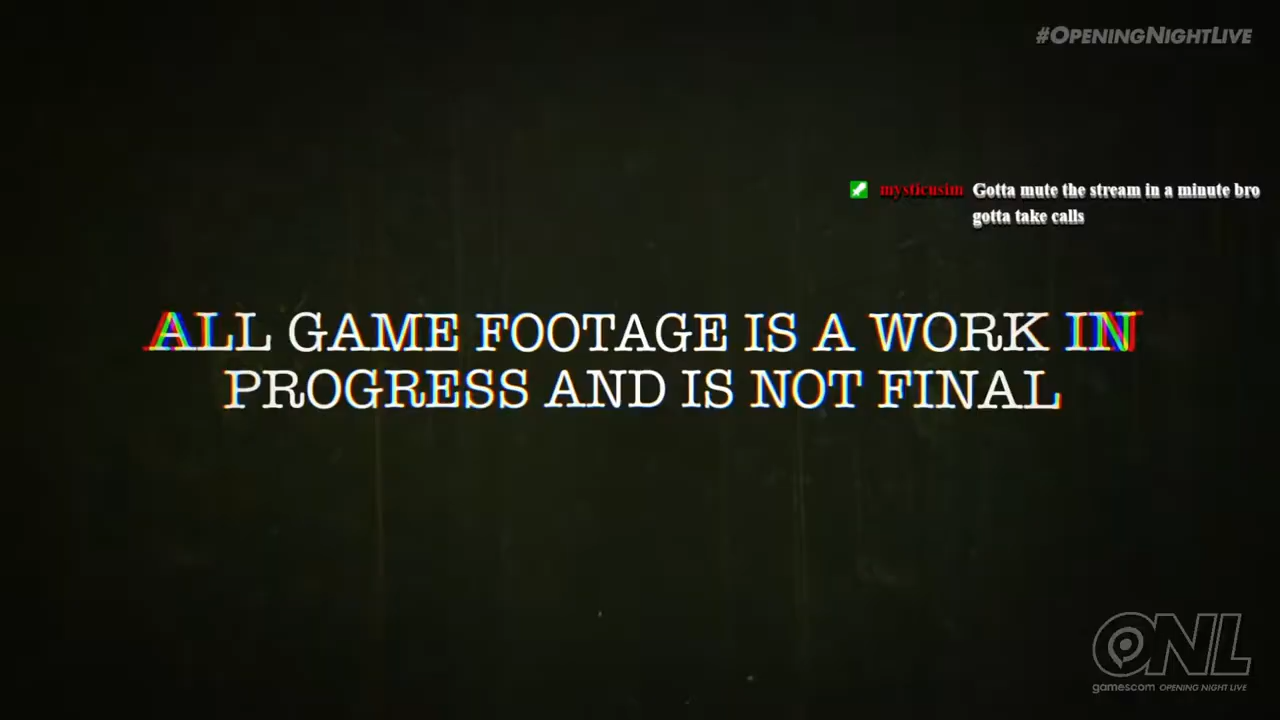 #OPENINGNIGHTLIVE
mysticusim Gotta mute the stream in a minute bro
gotta take calls
ALL GAME FOOTAGE IS A WORK IN
PROGRESS AND IS NOT FINAL
ONL
gamescom OPENING NIGHT LIVE